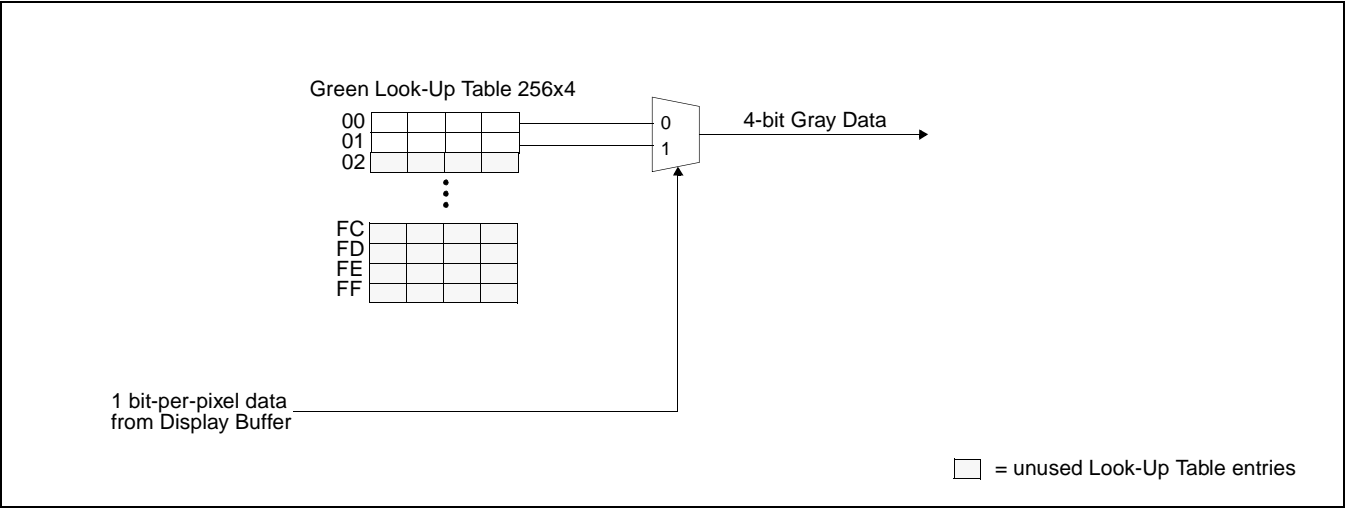 Green Look-Up Table 256x4
00
01
02
FC
FD
FE
FF
0
1
4-bit Gray Data
1 bit-per-pixel data
from Display Buffer
= unused Look-Up Table entries